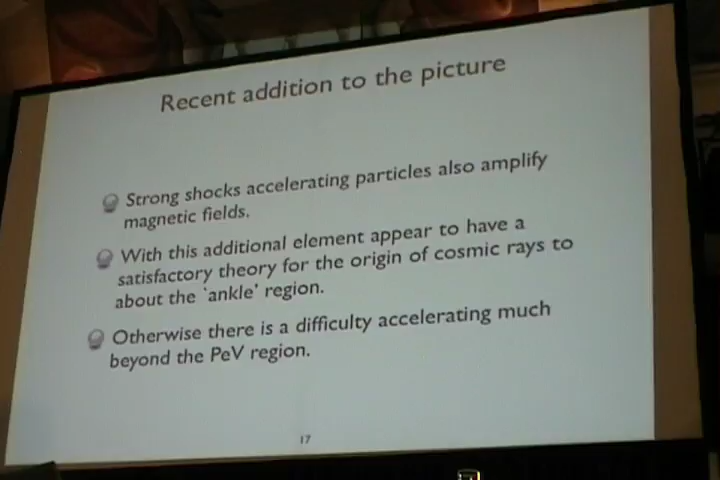 Recent addition to the picture
Strong shocks accelerating particles also amplify
magnetic fields.
With this additional element appear to have a
satisfactory theory for the origin of cosmic rays to
about the `ankle' region.
Otherwise there is a difficulty accelerating much
beyond the PeV region.
17